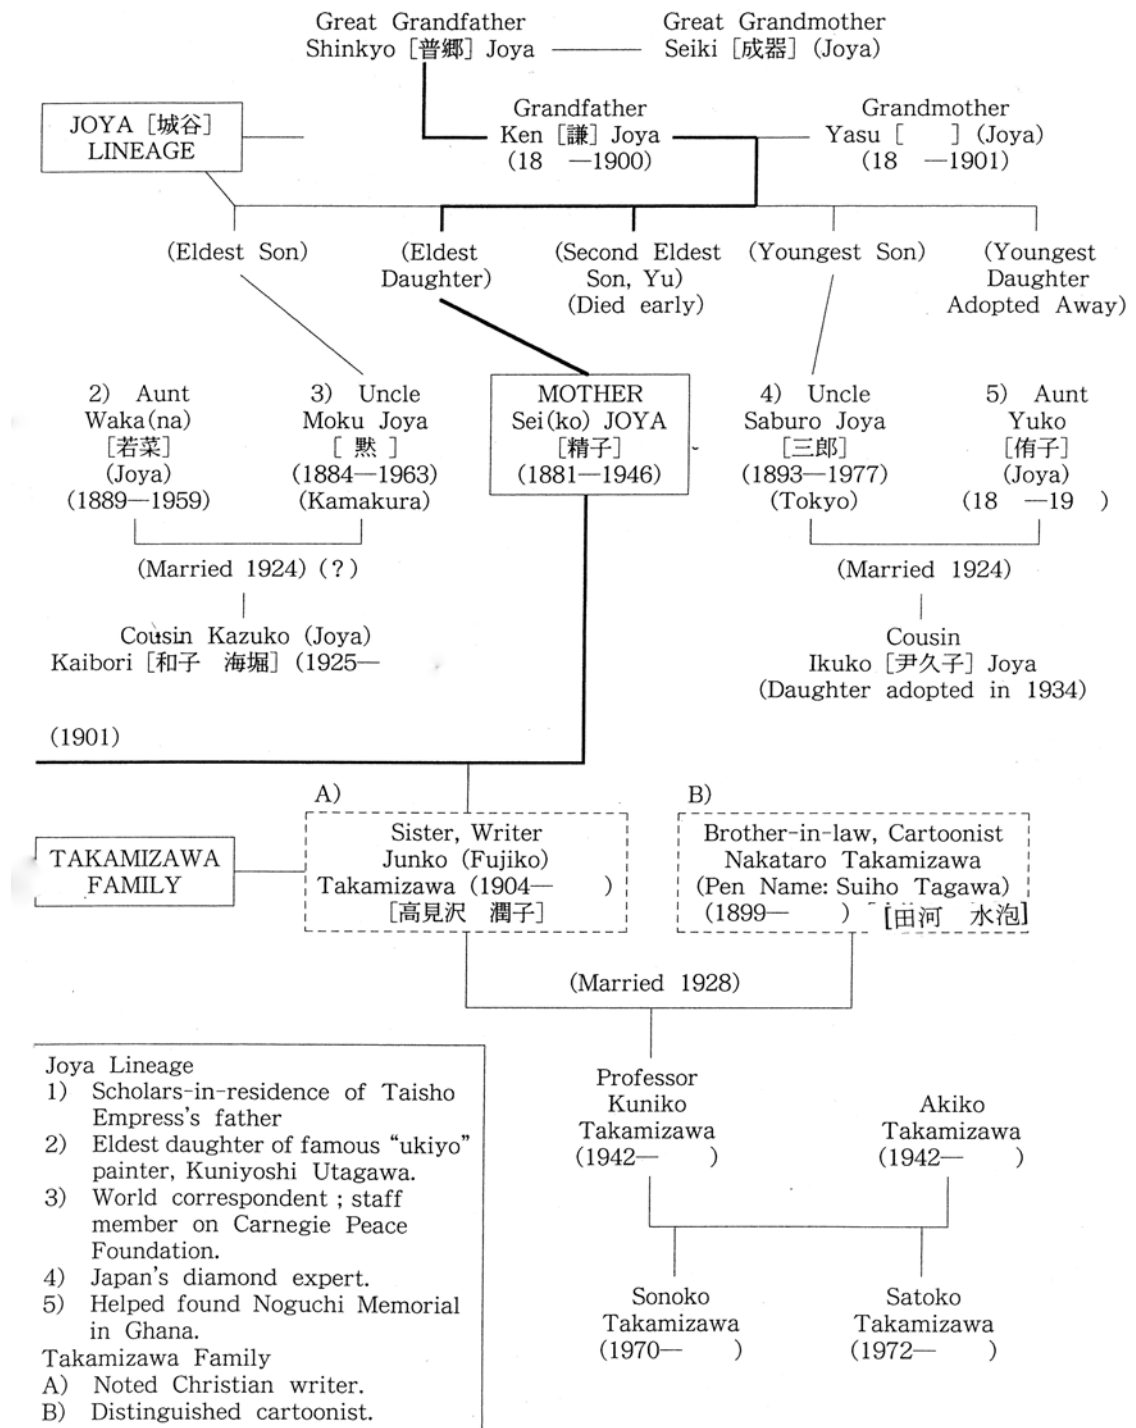 Great Grandfather
Shinkyo [普郷] Joya
Great Grandmother
Seiki [成器] (Joya)
JOYA [城谷]
LINEAGE
Grandfather
Ken [謙] Joya
(18 —1900)
Grandmother
Yasu [ ] (Joya)
(18 —1901)
(Eldest Son)
(Eldest
Daughter)
(Second Eldest
Son, Yu)
(Died early)
(Youngest Son)
(Youngest
Daughter
Adopted Away)
2) Aunt
Waka(na)
[若菜]
(Joya)
(1889—1959)
3) Uncle
Moku Joya
[ 黙 ]
(1884—1963)
(Kamakura)
MOTHER
Sei(ko) JOYA
[精子]
(1881—1946)
4) Uncle
Saburo Joya
[三郎]
(1893—1977)
(Tokyo)
5) Aunt
Yuko
[侑子]
(Joya)
(18 —19 )
(Married 1924) (?)
(Married 1924)
Cousin Kazuko (Joya)
Kaibori [和子 海堀] (1925—
Cousin
Ikuko [尹久子] Joya
(Daughter adopted in 1934)
(1901)
A)
B)
TAKAMIZAWA
FAMILY
Sister, Writer
Junko (Fujiko)
Takamizawa (1904— )
[高見沢 潤子]
Brother-in-law, Cartoonist
Nakataro Takamizawa
(Pen Name: Suiho Tagawa)
(1899— ) [田河 水泡]
(Married 1928)
Professor
Kuniko
Takamizawa
(1942— )
Akiko
Takamizawa
(1942— )
Sonoko
Takamizawa
(1970— )
Satoko
Takamizawa
(1972— )
Joya Lineage
1) Scholars-in-residence of Taisho
Empress's father
2) Eldest daughter of famous "ukiyo"
painter, Kuniyoshi Utagawa.
3) World correspondent ; staff
member on Carnegie Peace
Foundation.
4) Japan's diamond expert.
5) Helped found Noguchi Memorial
in Ghana.
Takamizawa Family
A) Noted Christian writer.
B) Distinguished cartoonist.